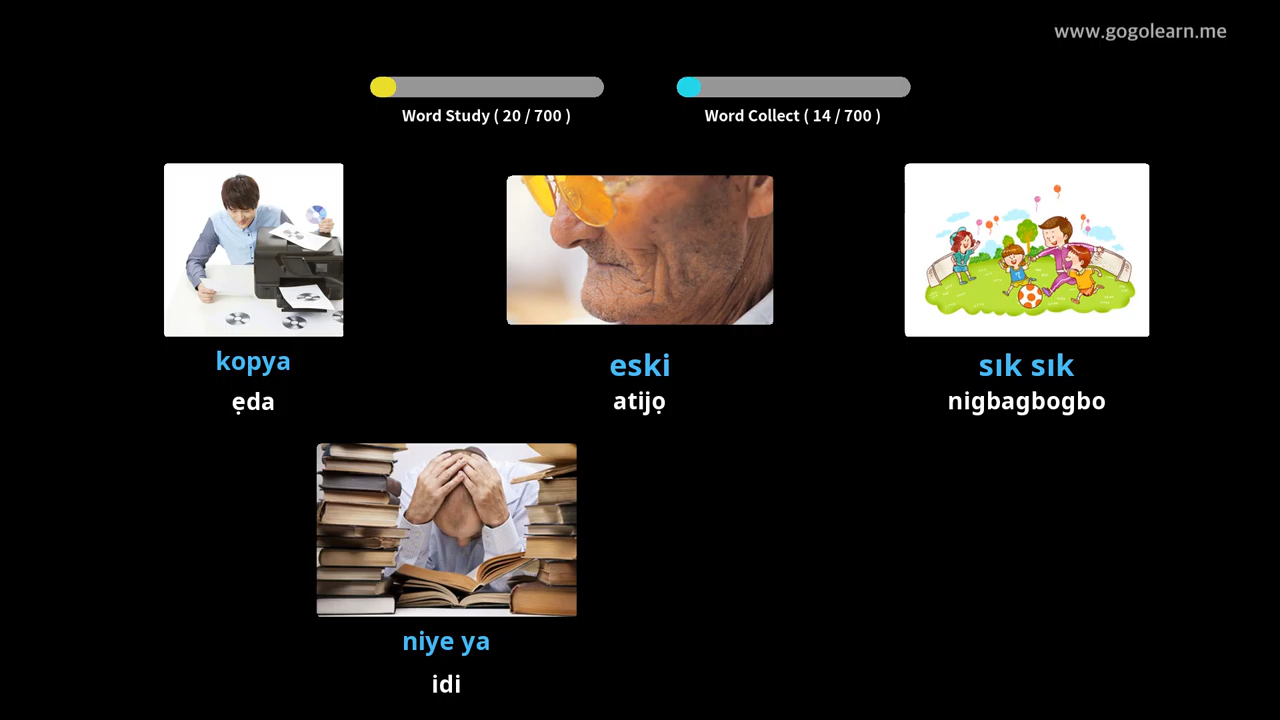 www.gogolearn.me
Word Study ( 20 / 700 )
Word Collect ( 14 / 700 )
kopya
ẹda
eski
atijọ
sık sık
nigbagbogbo
niye ya
idi